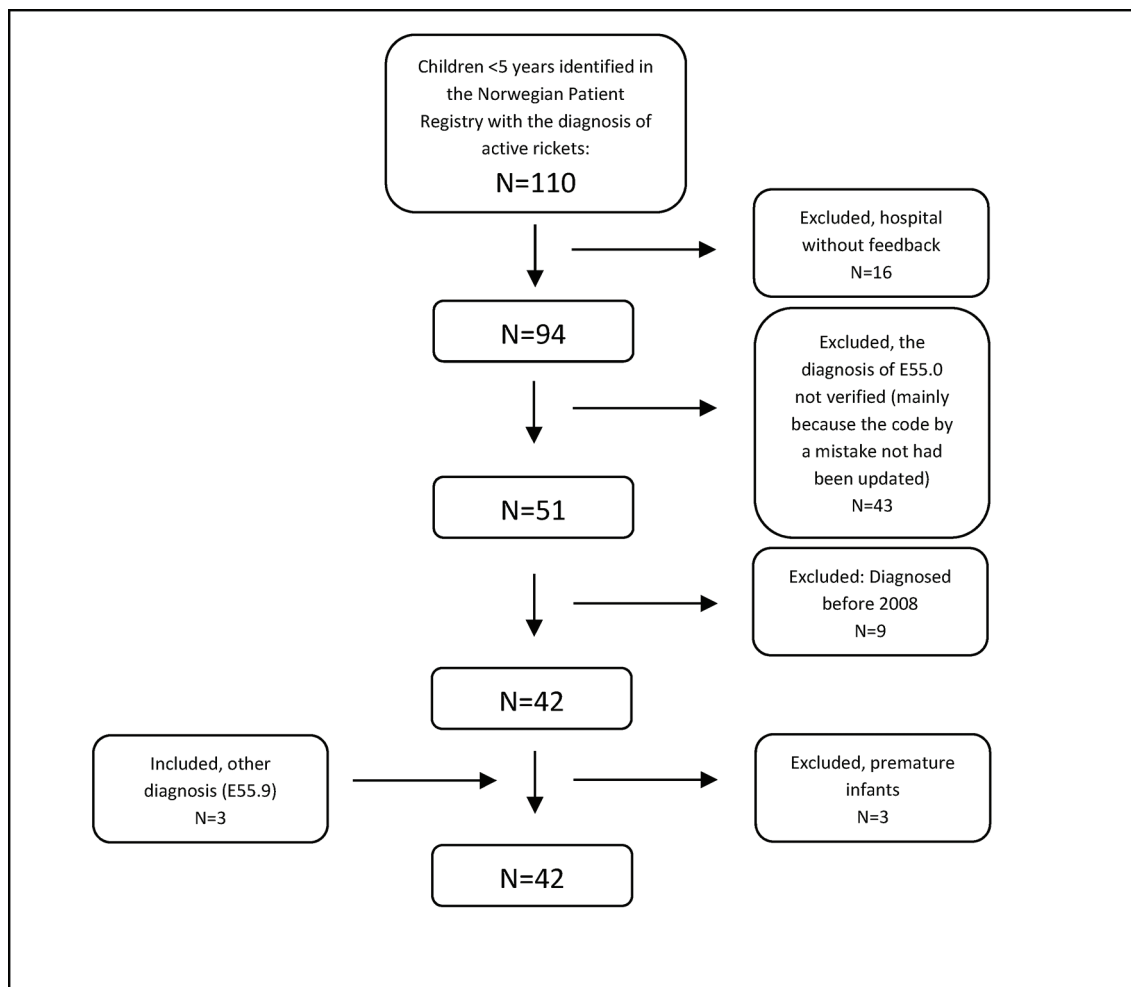 Children <5 years identified in
the Norwegian Patient
Registry with the diagnosis of
active rickets:
N=110
Excluded, hospital
without feedback
N=16
N=94
Excluded, the
diagnosis of E55.0
not verified (mainly
because the code by
a mistake not had
been updated)
N=43
N=51
Excluded: Diagnosed
before 2008
N=9
N=42
Included, other
diagnosis (E55.9)
N=3
Excluded, premature
infants
N=3
N=42